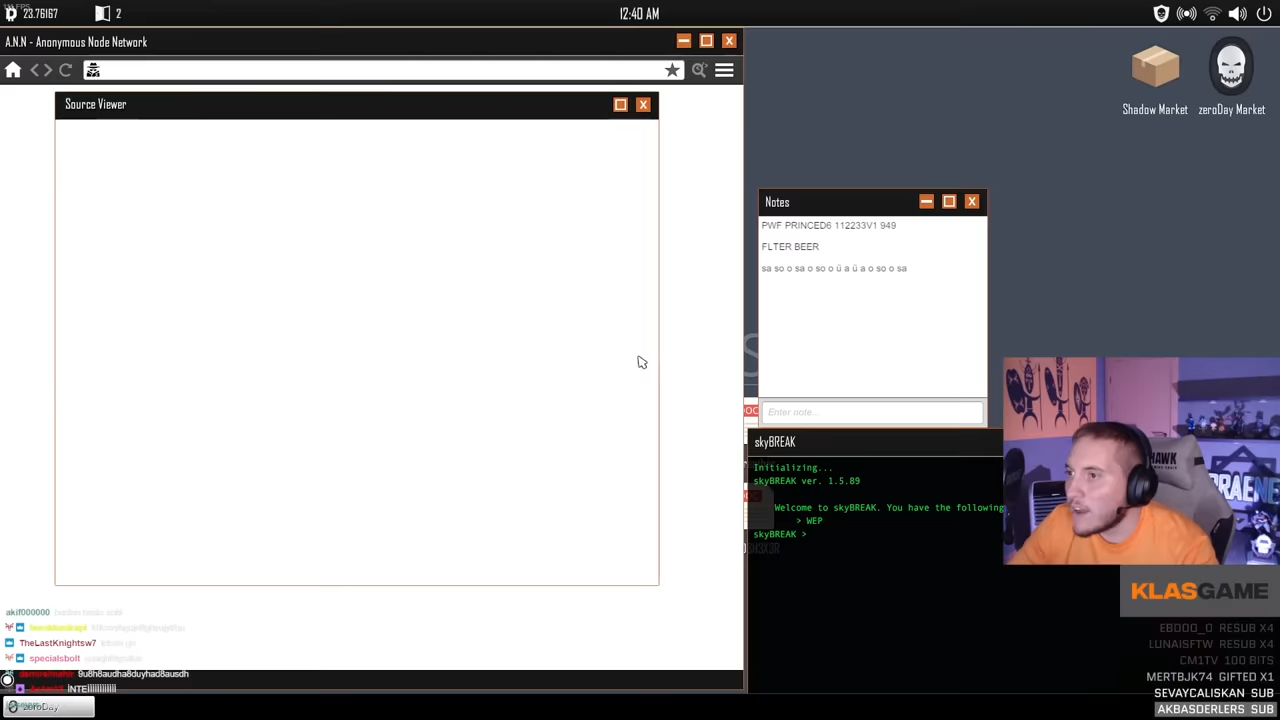 23.76167
2
12:40 AM
A.N.N - Anonymous Node Network
Source Viewer
Shadow Market
zeroDay Market
Notes
PWF PRINCED6 112233V1 949
FLTER BEER
sa so o sa o so o ü a ü a o so o sa
Enter note...
skyBREAK
Initializing...
skyBREAK ver. 1.5.89
Welcome to skyBREAK. You have the following
> WEP
skyBREAK >
akif000000
TheLastKnightsw7
specialsbolt
9u8h8audha8duyhad8ausdh
zeroDay
HAWK
KLASGAME
EBDOO_0 RESUB X4
LUNAISFTW RESUB X4
CM1TV 100 BITS
MERTBJK74 GIFTED X1
SEVAYCALISKAN SUB
AKBASDERLERS SUB